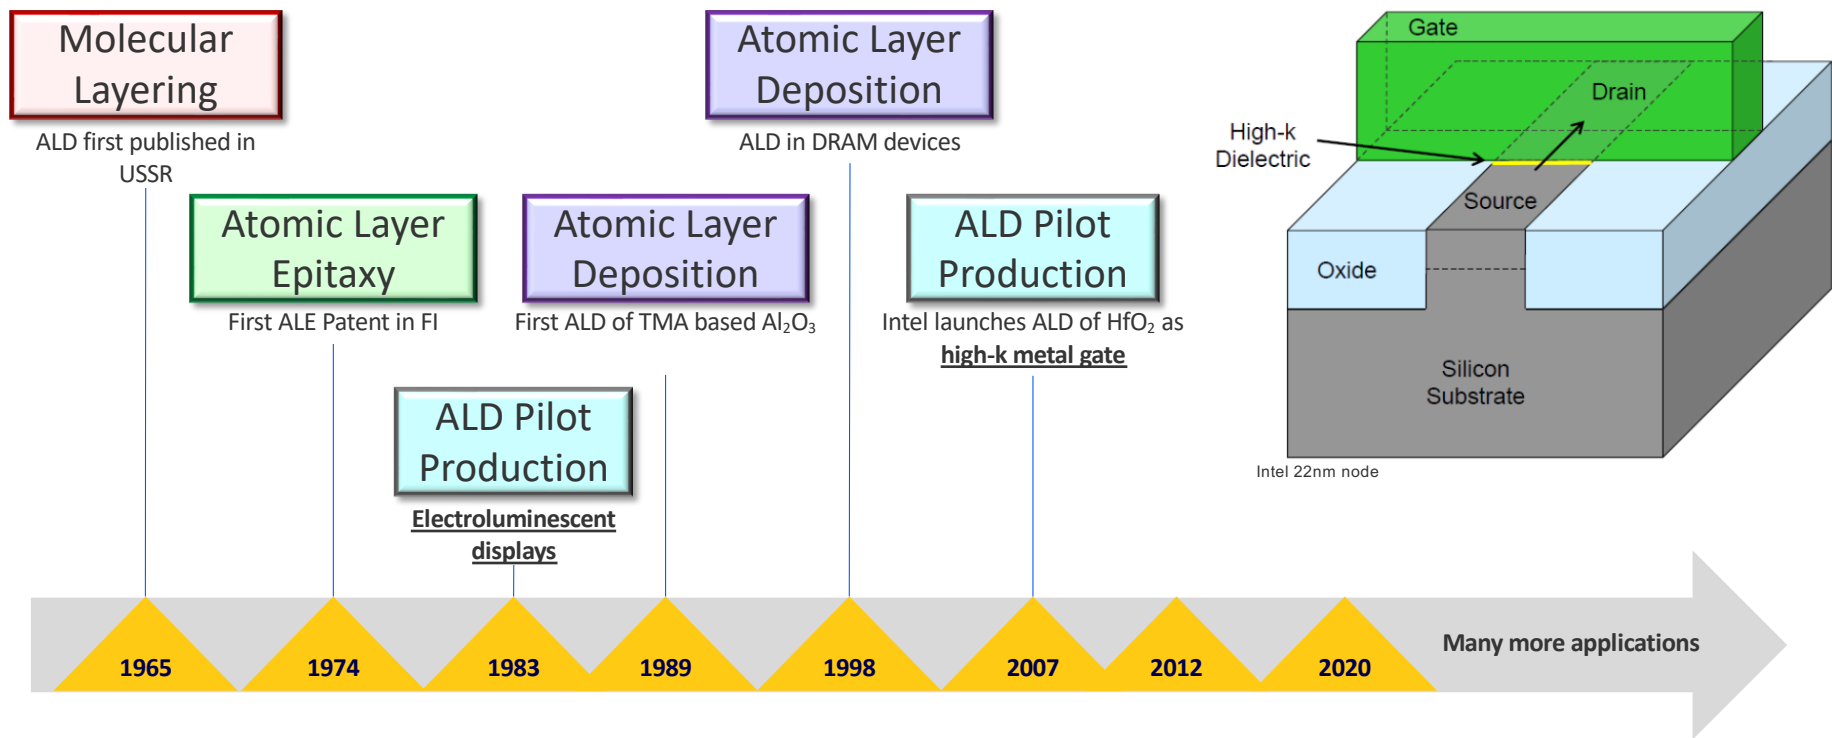 Molecular
Layering
ALD first published in
USSR
Atomic Layer
Epitaxy
First ALE Patent in FI
ALD Pilot
Production
Electroluminescent
displays
Atomic Layer
Deposition
First ALD of TMA based Al₂O₃
Atomic Layer
Deposition
ALD in DRAM devices
ALD Pilot
Production
Intel launches ALD of HfO₂ as
high-k metal gate
Gate
Drain
High-k
Dielectric
Source
Oxide
Silicon
Substrate
Intel 22nm node
1965
1974
1983
1989
1998
2007
2012
2020
Many more applications